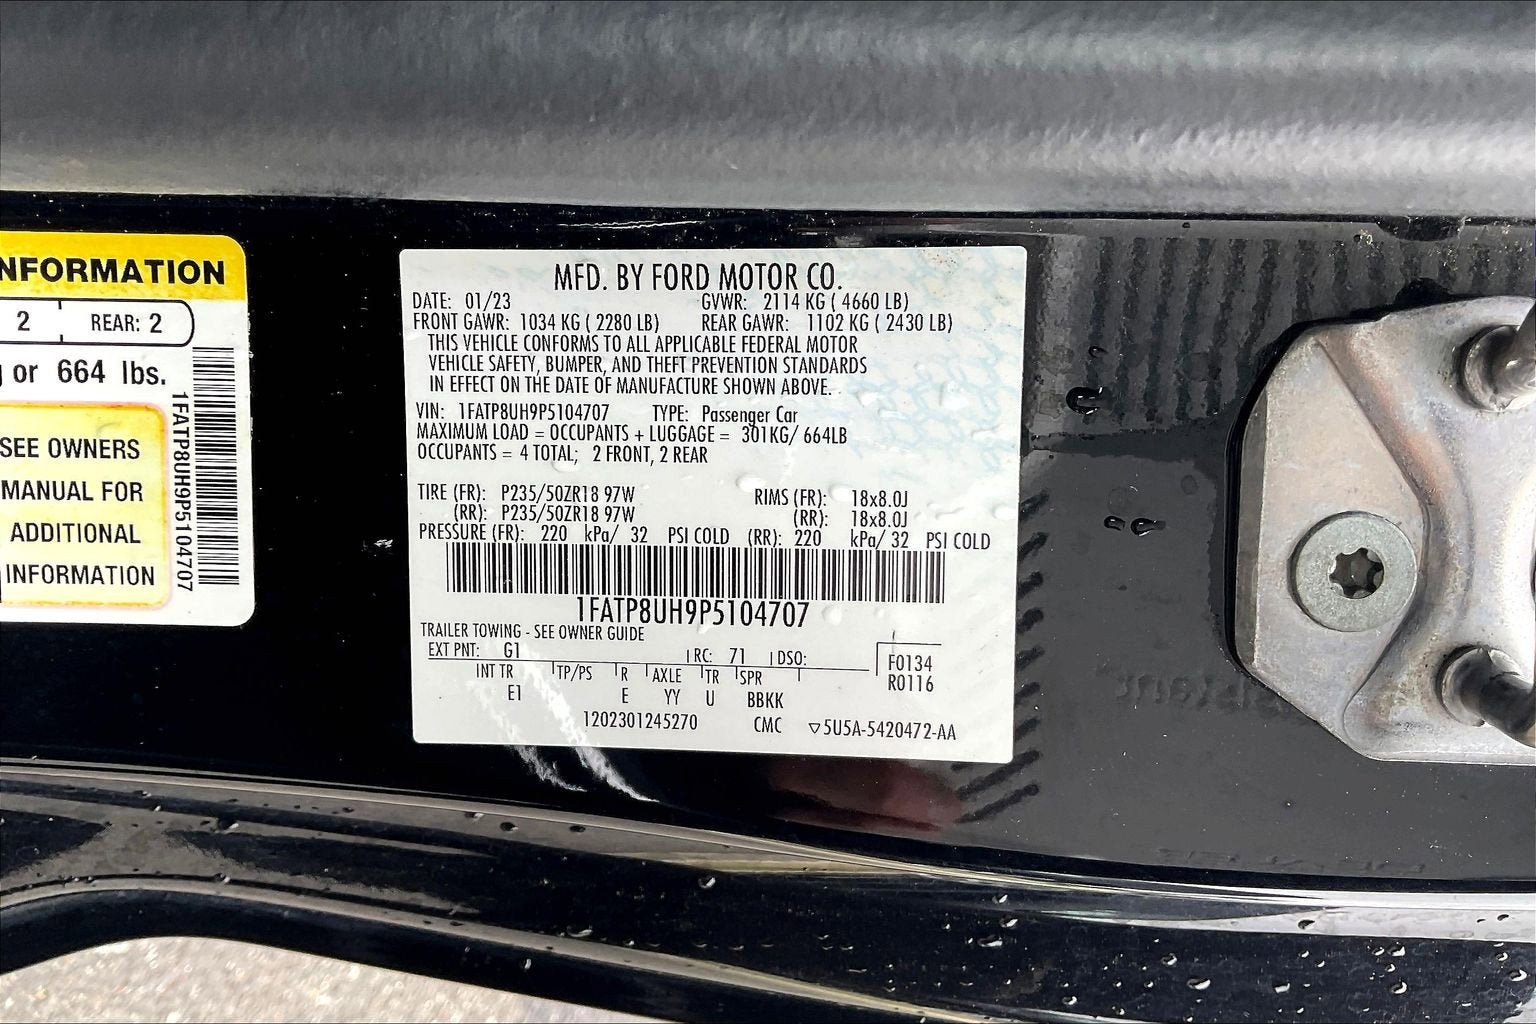 NFORMATION
2 REAR: 2
or 664 lbs.
SEE OWNERS
MANUAL FOR
ADDITIONAL
INFORMATION
1FATP8UH9P5104707
MFD. BY FORD MOTOR CO.
DATE: 01/23 GVWR: 2114 KG ( 4660 LB)
FRONT GAWR: 1034 KG ( 2280 LB) REAR GAWR: 1102 KG ( 2430 LB)
THIS VEHICLE CONFORMS TO ALL APPLICABLE FEDERAL MOTOR
VEHICLE SAFETY, BUMPER, AND THEFT PREVENTION STANDARDS
IN EFFECT ON THE DATE OF MANUFACTURE SHOWN ABOVE.
VIN: 1FATP8UH9P5104707 TYPE: Passenger Car
MAXIMUM LOAD = OCCUPANTS + LUGGAGE = 301KG/ 664LB
OCCUPANTS = 4 TOTAL; 2 FRONT, 2 REAR
TIRE (FR): P235/50ZR18 97W RIMS (FR): 18x8.0J
(RR): P235/50ZR18 97W (RR): 18x8.0J
PRESSURE (FR): 220 kPa/ 32 PSI COLD (RR): 220 kPa/ 32 PSI COLD
1FATP8UH9P5104707
TRAILER TOWING - SEE OWNER GUIDE
EXT PNT: G1 RC: 71 DSO: F0134
R0116
INT TR TP/PS R AXLE TR SPR
E1 E YY U BBKK
1202301245270 CMC ▽5U5A-5420472-AA